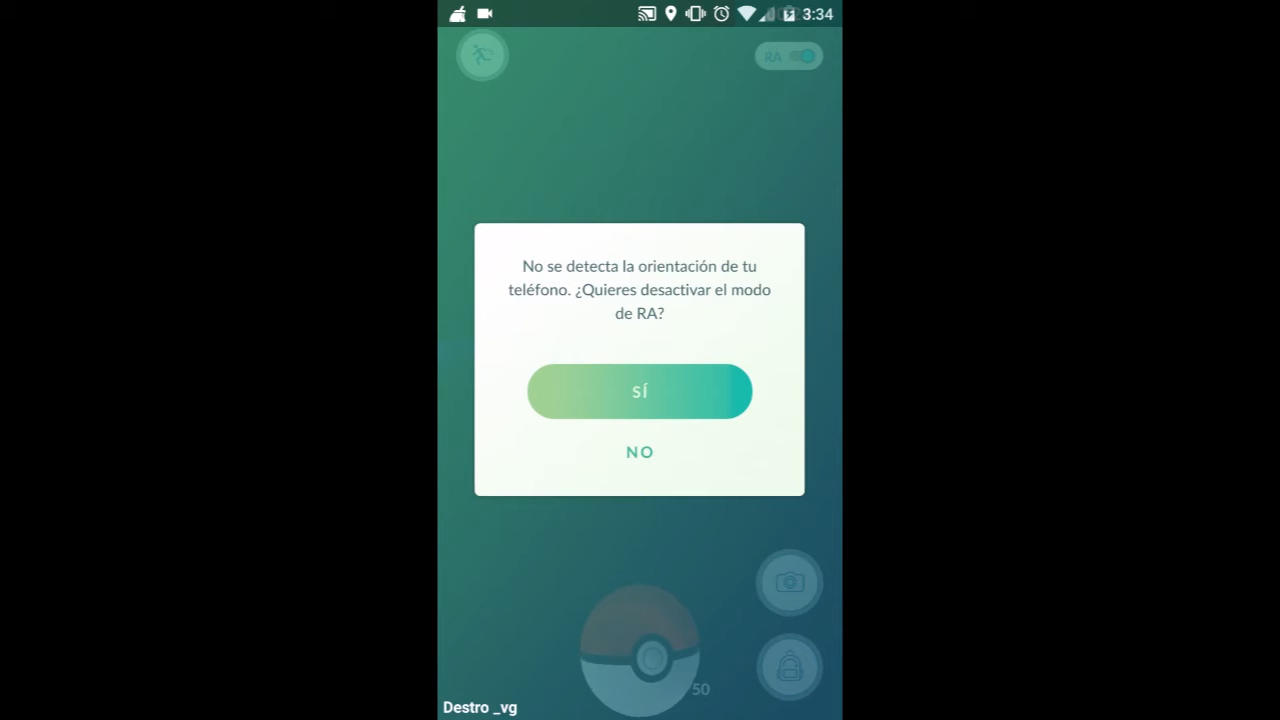 3:34
RA
No se detecta la orientación de tu
teléfono. ¿Quieres desactivar el modo
de RA?
SÍ
NO
50
Destro _vg